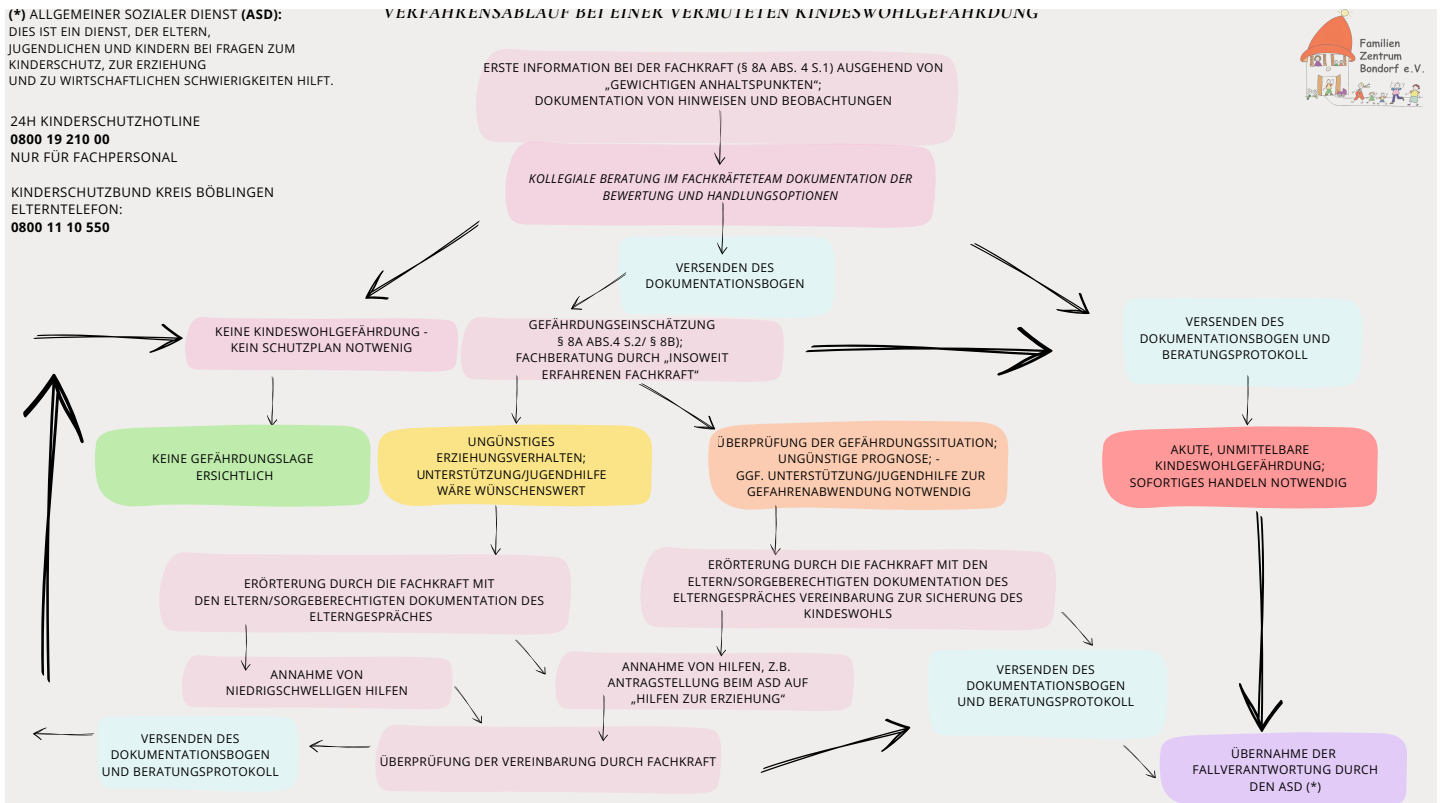 VERFAHRENSABLAUF BEI EINER VERMUTETEN KINDESWOHLGEFÄHRDUNG
(*) ALLGEMEINER SOZIALER DIENST (ASD):
DIES IST EIN DIENST, DER ELTERN,
JUGENDLICHEN UND KINDERN BEI FRAGEN ZUM
KINDERSCHUTZ, ZUR ERZIEHUNG
UND ZU WIRTSCHAFTLICHEN SCHWIERIGKEITEN HILFT.
24H KINDERSCHUTZHOTLINE
0800 19 210 00
NUR FÜR FACHPERSONAL
KINDERSCHUTZBUND KREIS BÖBLINGEN
ELTERNTELEFON:
0800 11 10 550
Familien
Zentrum
Bondorf e.V.
ERSTE INFORMATION BEI DER FACHKRAFT (§ 8A ABS. 4 S.1) AUSGEHEND VON
„GEWICHTIGEN ANHALTSPUNKTEN“;
DOKUMENTATION VON HINWEISEN UND BEOBACHTUNGEN
KOLLEGIALE BERATUNG IM FACHKRÄFTETEAM DOKUMENTATION DER
BEWERTUNG UND HANDLUNGSOPTIONEN
VERSENDEN DES
DOKUMENTATIONSBOGEN
KEINE KINDESWOHLGEFÄHRDUNG -
KEIN SCHUTZPLAN NOTWENIG
GEFÄHRDUNGSEINSCHÄTZUNG
§ 8A ABS.4 S.2/ § 8B);
FACHBERATUNG DURCH „INSOWEIT
ERFAHRENEN FACHKRAFT“
VERSENDEN DES
DOKUMENTATIONSBOGEN UND
BERATUNGSPROTOKOLL
KEINE GEFÄHRDUNGSLAGE
ERSICHTLICH
UNGÜNSTIGES
ERZIEHUNGSVERHALTEN;
UNTERSTÜTZUNG/JUGENDHILFE
WÄRE WÜNSCHENSWERT
ÜBERPRÜFUNG DER GEFÄHRDUNGSSITUATION;
UNGÜNSTIGE PROGNOSE; -
GGF. UNTERSTÜTZUNG/JUGENDHILFE ZUR
GEFAHRENABWENDUNG NOTWENDIG
AKUTE, UNMITTELBARE
KINDESWOHLGEFÄHRDUNG;
SOFORTIGES HANDELN NOTWENDIG
ERÖRTERUNG DURCH DIE FACHKRAFT MIT
DEN ELTERN/SORGEBERECHTIGTEN DOKUMENTATION DES
ELTERNGESPRÄCHES
ERÖRTERUNG DURCH DIE FACHKRAFT MIT DEN
ELTERN/SORGEBERECHTIGTEN DOKUMENTATION DES
ELTERNGESPRÄCHES VEREINBARUNG ZUR SICHERUNG DES
KINDESWOHLS
ANNAHME VON
NIEDRIGSCHWELLIGEN HILFEN
ANNAHME VON HILFEN, Z.B.
ANTRAGSTELLUNG BEIM ASD AUF
„HILFEN ZUR ERZIEHUNG“
VERSENDEN DES
DOKUMENTATIONSBOGEN
UND BERATUNGSPROTOKOLL
VERSENDEN DES
DOKUMENTATIONSBOGEN
UND BERATUNGSPROTOKOLL
ÜBERPRÜFUNG DER VEREINBARUNG DURCH FACHKRAFT
ÜBERNAHME DER
FALLVERANTWORTUNG DURCH
DEN ASD (*)